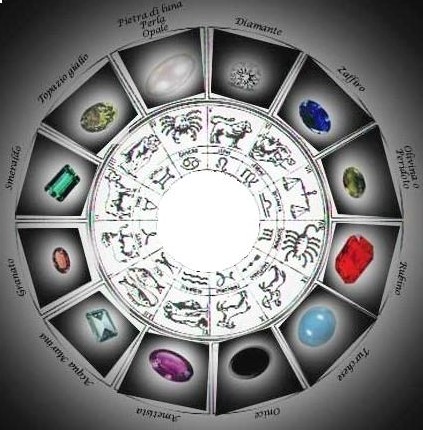 Pietra di luna
Perla
Opale
Diamante
Zaffiro
Olivina o
Peridoto
Rubino
Turchese
Onice
Ametista
Acqua Marina
Granato
Smeraldo
Topazio giallo